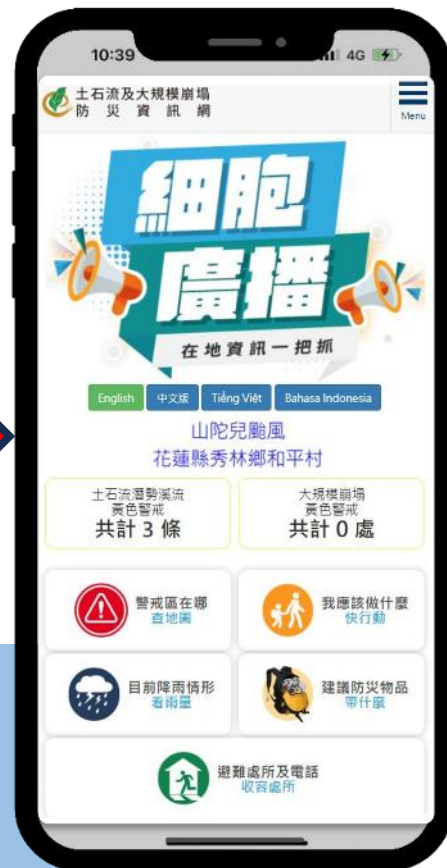 10:39
4G
土石流及大規模崩塌
防災資訊網
Menu
細胞
廣播
在地資訊一把抓
English 中文版 Tiếng Việt Bahasa Indonesia
山陀兒颱風
花蓮縣秀林鄉和平村
土石流潛勢溪流
黃色警戒
共計 3 條
大規模崩塌
黃色警戒
共計 0 處
警戒區在哪
查地圖
我應該做什麼
快行動
目前降雨情形
看雨量
建議防災物品
帶什麼
避難處所及電話
收容處所